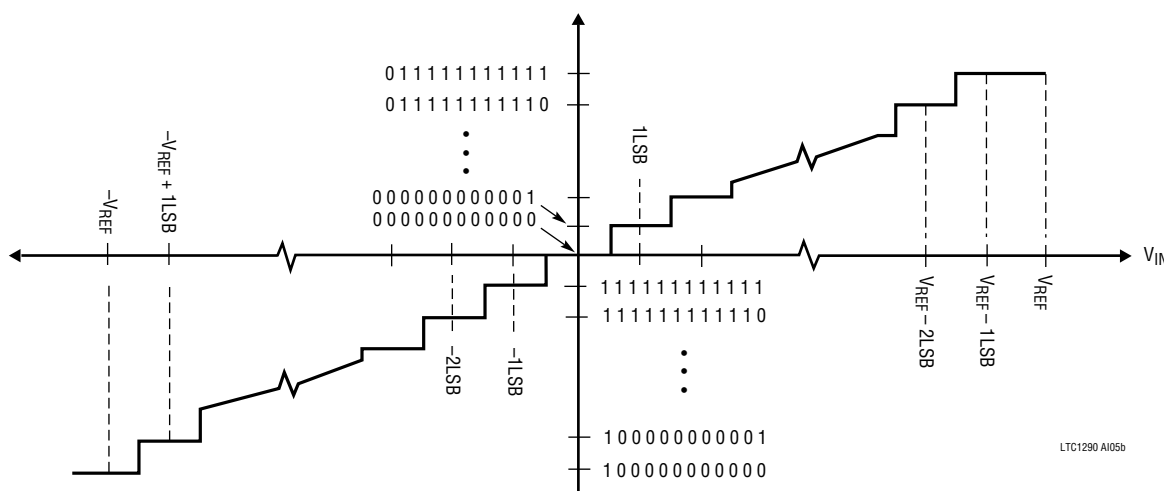 011111111111
011111111110
000000000001
000000000000
1LSB
–VREF
–VREF + 1LSB
VIN
111111111111
111111111110
100000000001
100000000000
–2LSB
–1LSB
VREF – 2LSB
VREF – 1LSB
VREF
LTC1290 AI05b